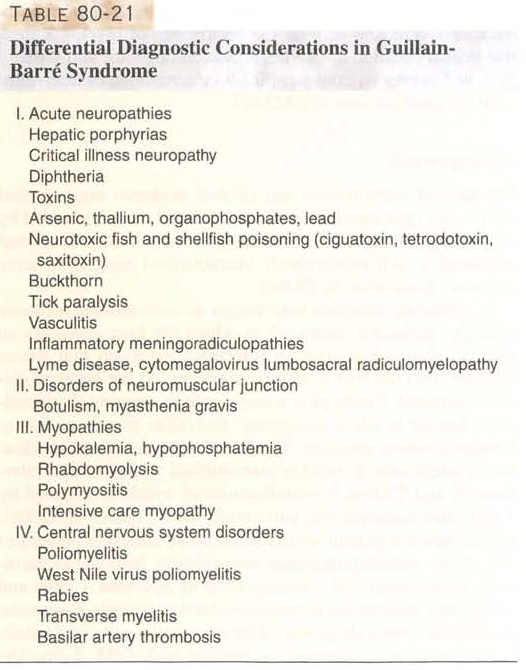 TABLE 80-21
Differential Diagnostic Considerations in Guillain-
Barré Syndrome
I. Acute neuropathies
Hepatic porphyrias
Critical illness neuropathy
Diphtheria
Toxins
Arsenic, thallium, organophosphates, lead
Neurotoxic fish and shellfish poisoning (ciguatoxin, tetrodotoxin,
saxitoxin)
Buckthorn
Tick paralysis
Vasculitis
Inflammatory meningoradiculopathies
Lyme disease, cytomegalovirus lumbosacral radiculomyelopathy
II. Disorders of neuromuscular junction
Botulism, myasthenia gravis
III. Myopathies
Hypokalemia, hypophosphatemia
Rhabdomyolysis
Polymyositis
Intensive care myopathy
IV. Central nervous system disorders
Poliomyelitis
West Nile virus poliomyelitis
Rabies
Transverse myelitis
Basilar artery thrombosis